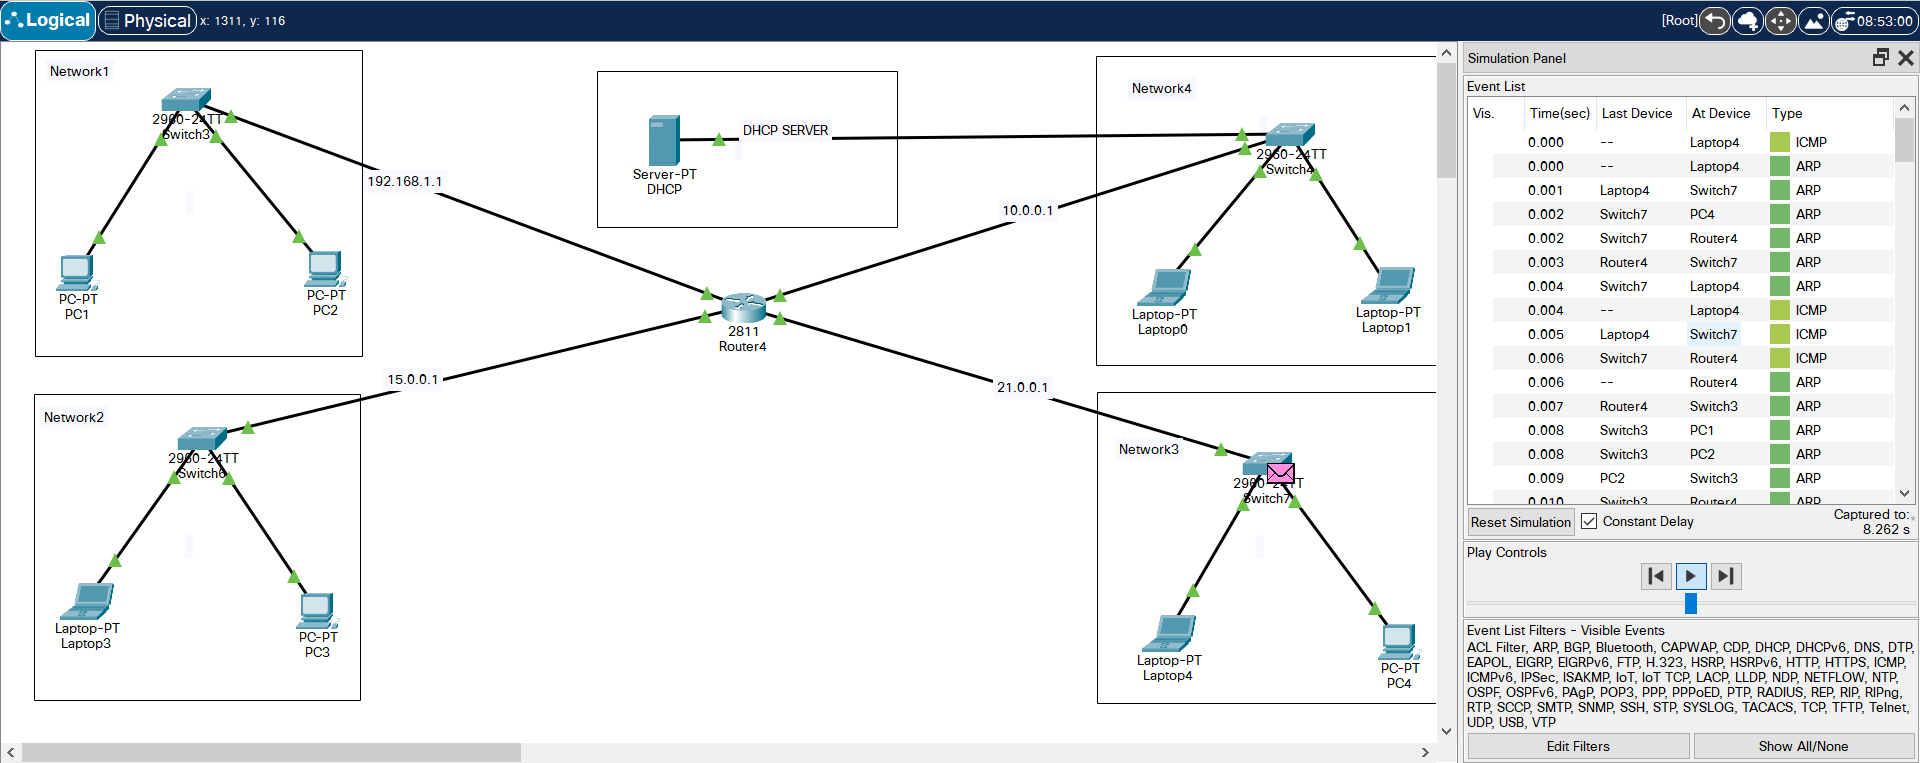 Logical Physical x: 1311, y: 116 [Root] 08:53:00
Network1
2960-24TT
Switch3
192.168.1.1
PC-PT
PC1
PC-PT
PC2
DHCP SERVER
Server-PT
DHCP
Network4
2960-24TT
Switch4
10.0.0.1
Laptop-PT
Laptop0
Laptop-PT
Laptop1
2811
Router4
15.0.0.1
21.0.0.1
Network2
2960-24TT
Switch6
Laptop-PT
Laptop3
PC-PT
PC3
Network3
2960-24TT
Switch7
Laptop-PT
Laptop4
PC-PT
PC4
Simulation Panel
Event List
Vis. Time(sec) Last Device At Device Type
0.000 -- Laptop4 ICMP
0.000 -- Laptop4 ARP
0.001 Laptop4 Switch7 ARP
0.002 Switch7 PC4 ARP
0.002 Switch7 Router4 ARP
0.003 Router4 Switch7 ARP
0.004 Switch7 Laptop4 ARP
0.004 -- Laptop4 ICMP
0.005 Laptop4 Switch7 ICMP
0.006 Switch7 Router4 ICMP
0.006 -- Router4 ARP
0.007 Router4 Switch3 ARP
0.008 Switch3 PC1 ARP
0.008 Switch3 PC2 ARP
0.009 PC2 Switch3 ARP
0.010 Switch3 Router4 ARP
Reset Simulation Constant Delay Captured to:
8.262 s
Play Controls
Event List Filters - Visible Events
ACL Filter, ARP, BGP, Bluetooth, CAPWAP, CDP, DHCP, DHCPv6, DNS, DTP,
EAPOL, EIGRP, EIGRPv6, FTP, H.323, HSRP, HSRPv6, HTTP, HTTPS, ICMP,
ICMPv6, IPSec, ISAKMP, IoT, IoT TCP, LACP, LLDP, NDP, NETFLOW, NTP,
OSPF, OSPFv6, PAgP, POP3, PPP, PPPoED, PTP, RADIUS, REP, RIP, RIPng,
RTP, SCCP, SMTP, SNMP, SSH, STP, SYSLOG, TACACS, TCP, TFTP, Telnet,
UDP, USB, VTP
Edit Filters Show All/None